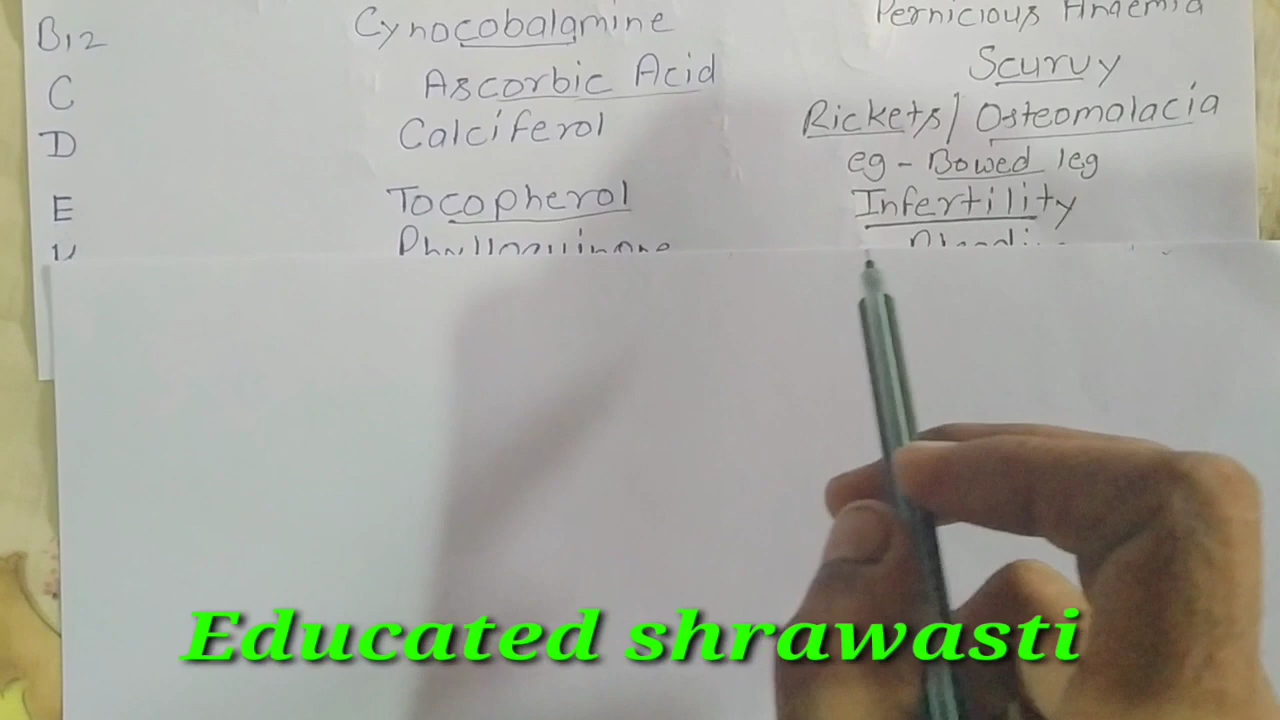 B12 Cynocobalamine Pernicious Anaemia
C Ascorbic Acid Scurvy
D Calciferol Rickets/Osteomalacia
eg - Bowed leg
E Tocopherol Infertility
Educated shrawasti